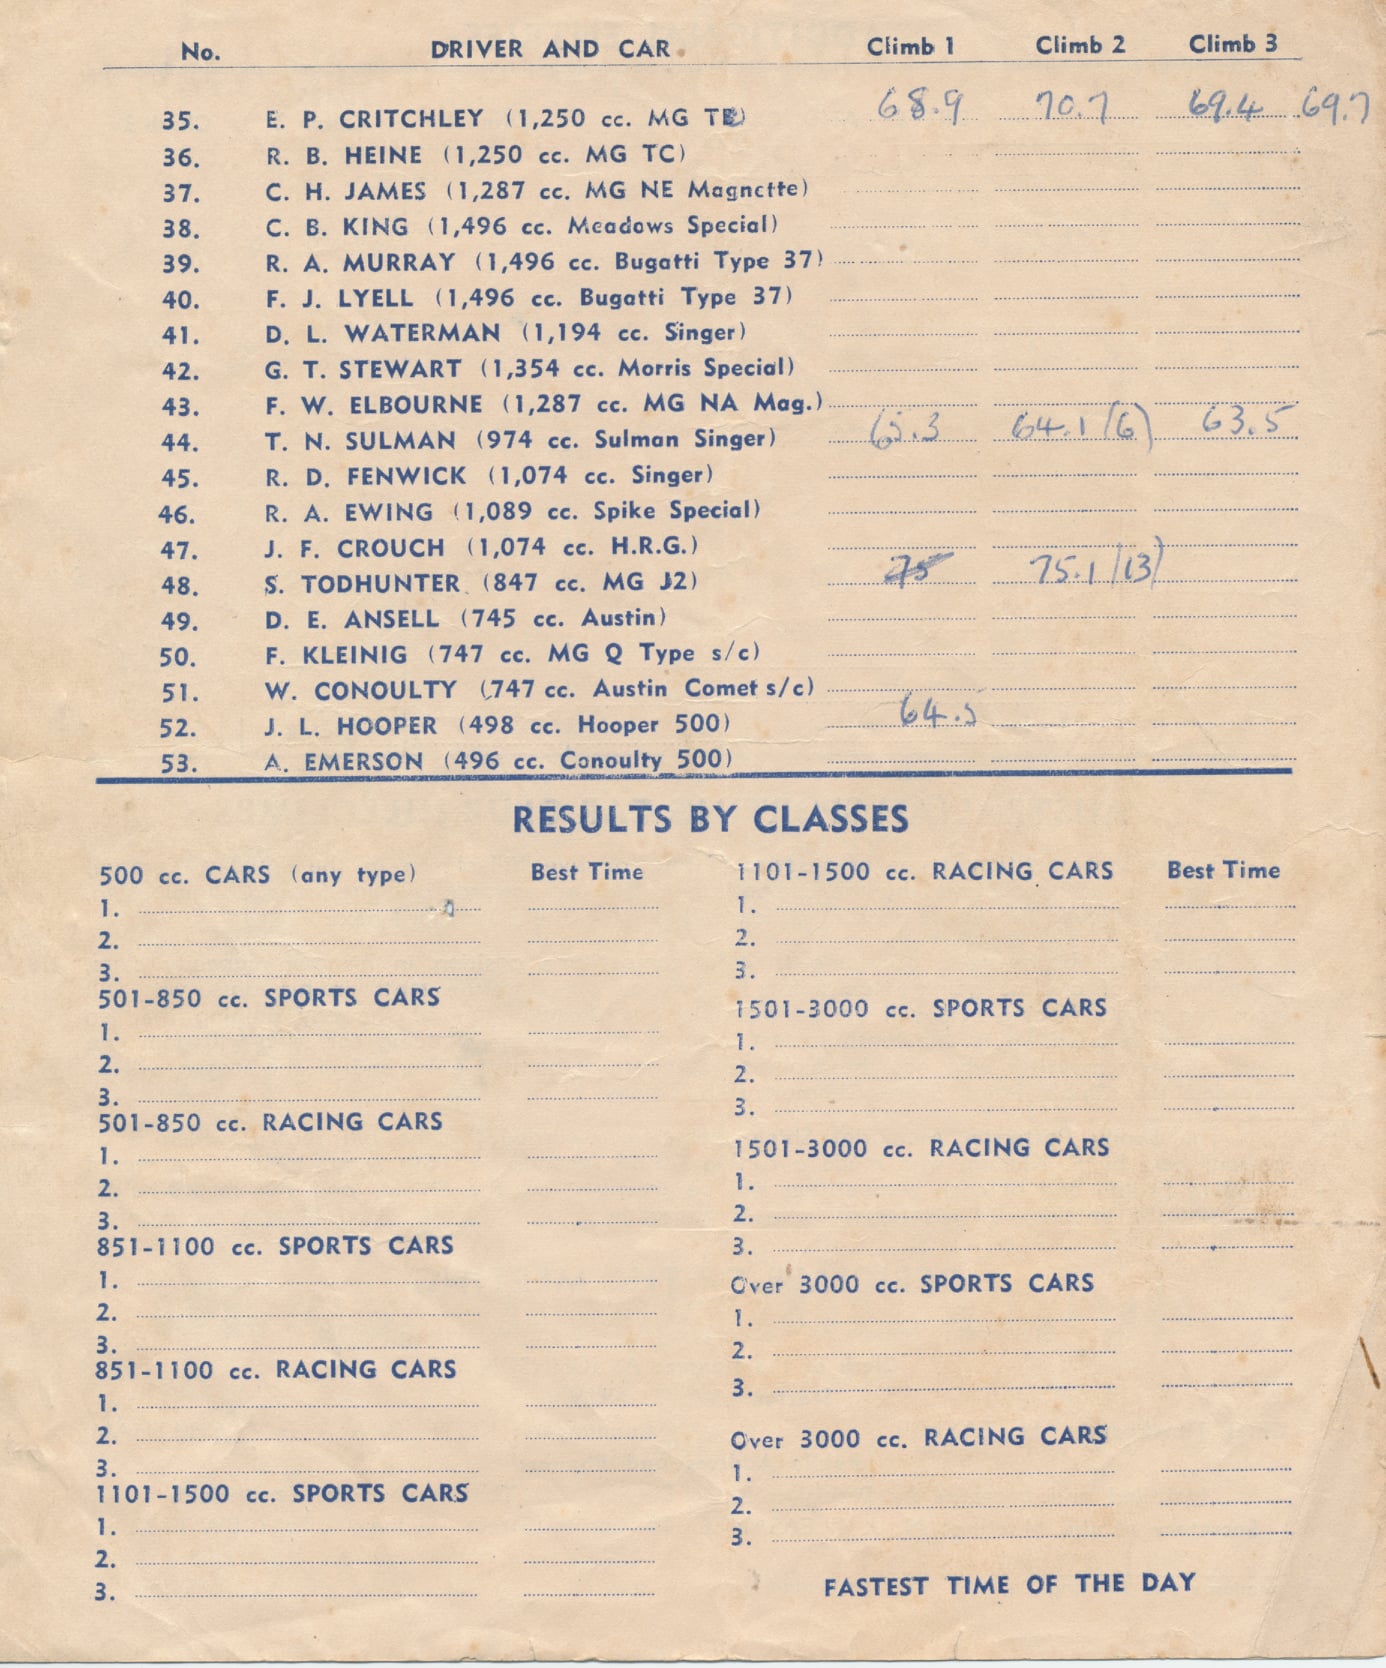 No. DRIVER AND CAR Climb 1 Climb 2 Climb 3
35. E. P. CRITCHLEY (1,250 cc. MG 68.9 70.7 69.4 69.7
36. R. B. HEINE (1,250 cc. MG TC)
37. C. H. JAMES (1,287 cc. MG NE Magnette)
38. C. B. KING (1,496 cc. Meadows Special)
39. R. A. MURRAY (1,496 cc. Bugatti Type 37)
40. F. J. LYELL (1,496 cc. Bugatti Type 37)
41. D. L. WATERMAN (1,194 cc. Singer)
42. G. T. STEWART (1,354 cc. Morris Special)
43. F. W. ELBOURNE (1,287 cc. MG NA Mag.)
44. T. N. SULMAN (974 cc. Sulman Singer) 65.3 64.1 (6) 63.5
45. R. D. FENWICK (1,074 cc. Singer)
46. R. A. EWING (1,089 cc. Spike Special)
47. J. F. CROUCH (1,074 cc. H.R.G.)
48. S. TODHUNTER (847 cc. MG J2) 75 75.1 (13)
49. D. E. ANSELL (745 cc. Austin)
50. F. KLEINIG (747 cc. MG Q Type s/c)
51. W. CONOULTY (747 cc. Austin Comet s/c)
52. J. L. HOOPER (498 cc. Hooper 500) 64.5
53. A. EMERSON (496 cc. Conoulty 500)
RESULTS BY CLASSES
500 cc. CARS (any type) Best Time
1.
2.
3.
501-850 cc. SPORTS CARS
1.
2.
3.
501-850 cc. RACING CARS
1.
2.
3.
851-1100 cc. SPORTS CARS
1.
2.
3.
851-1100 cc. RACING CARS
1.
2.
3.
1101-1500 cc. SPORTS CARS
1.
2.
3.
1101-1500 cc. RACING CARS Best Time
1.
2.
3.
1501-3000 cc. SPORTS CARS
1.
2.
3.
1501-3000 cc. RACING CARS
1.
2.
3.
Over 3000 cc. SPORTS CARS
1.
2.
3.
Over 3000 cc. RACING CARS
1.
2.
3.
FASTEST TIME OF THE DAY